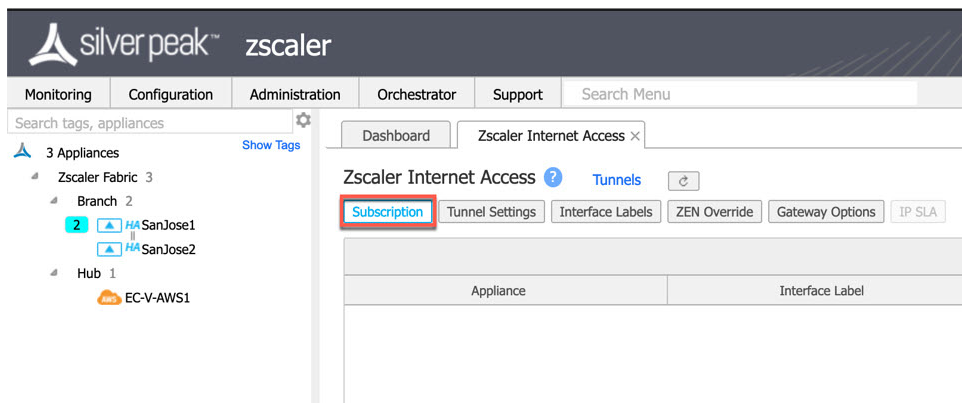 silver peak™ zscaler
Monitoring Configuration Administration Orchestrator Support Search Menu
Search tags, appliances
Show Tags
3 Appliances
Zscaler Fabric 3
Branch 2
2 HA SanJose1
HA SanJose2
Hub 1
AWS EC-V-AWS1
Dashboard Zscaler Internet Access ×
Zscaler Internet Access ? Tunnels
Subscription Tunnel Settings Interface Labels ZEN Override Gateway Options IP SLA
Appliance Interface Label